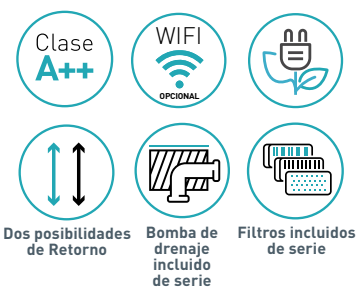 Clase
A++
WIFI
OPCIONAL
Dos posibilidades
de Retorno
Bomba de
drenaje
incluido
de serie
Filtros incluidos
de serie